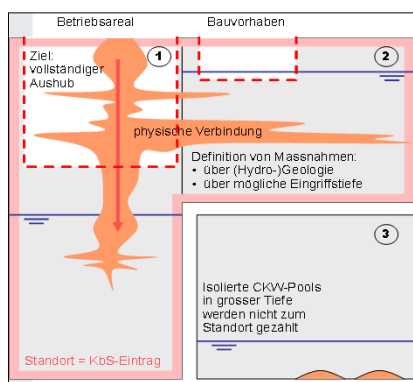 Betriebsareal
Bauvorhaben
Ziel:
vollständiger
Aushub
1
2
physische Verbindung
Definition von Massnahmen:
• über (Hydro-)Geologie
• über mögliche Eingriffstiefe
3
Isolierte CKW-Pools
in grosser Tiefe
werden nicht zum
Standort gezählt
Standort = KbS-Eintrag